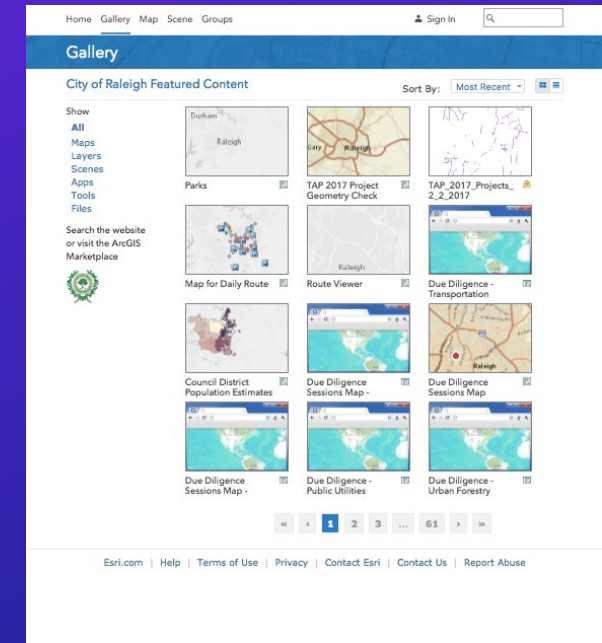 Home Gallery Map Scene Groups Sign In
Gallery
City of Raleigh Featured Content Sort By: Most Recent
Show
All
Maps
Layers
Scenes
Apps
Tools
Files
Search the website
or visit the ArcGIS
Marketplace
Durham
Raleigh
Parks
Cary Raleigh
TAP 2017 Project
Geometry Check
TAP_2017_Projects_
2_2_2017
Map for Daily Route
Raleigh
Route Viewer
Due Diligence -
Transportation
Council District
Population Estimates
Due Diligence
Sessions Map -
Raleigh
Due Diligence
Sessions Map
Due Diligence
Sessions Map -
Due Diligence -
Public Utilities
Due Diligence -
Urban Forestry
« ‹ 1 2 3 ... 61 › »
Esri.com | Help | Terms of Use | Privacy | Contact Esri | Contact Us | Report Abuse